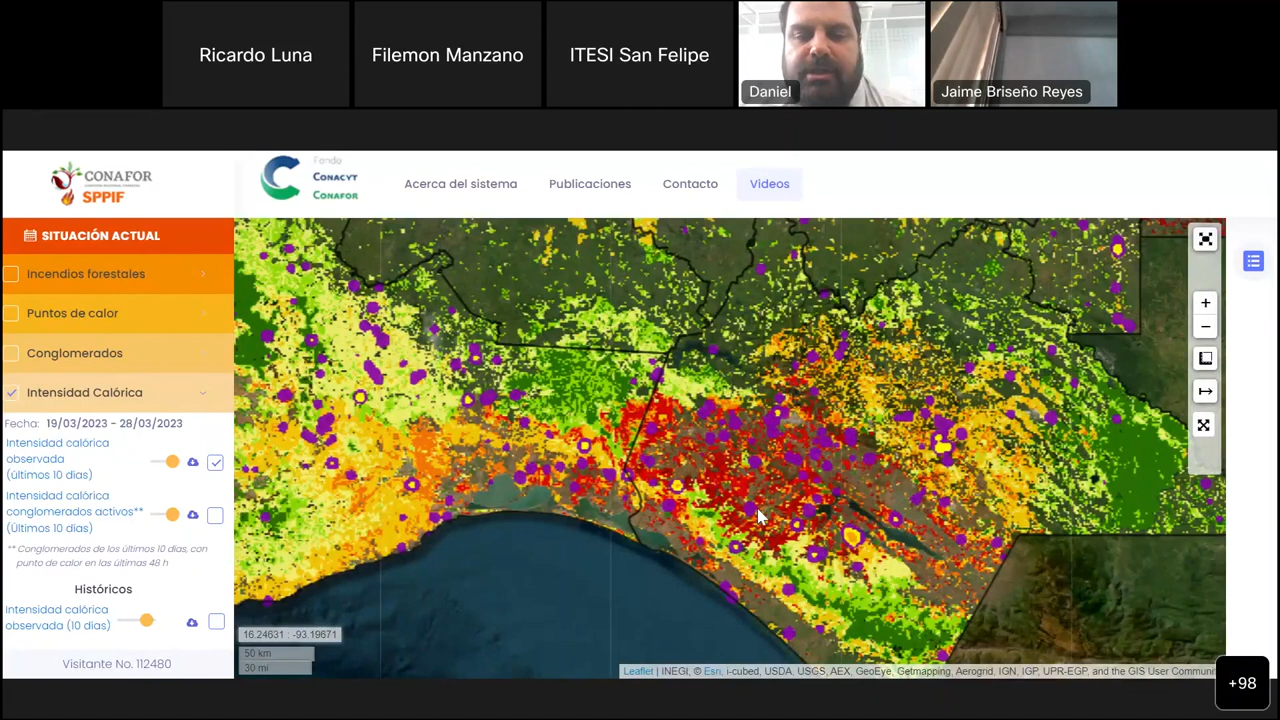 Ricardo Luna
Filemon Manzano
ITESI San Felipe
Daniel
Jaime Briseño Reyes
CONAFOR
SPPIF
Fondo
CONACYT
CONAFOR
Acerca del sistema
Publicaciones
Contacto
Videos
SITUACIÓN ACTUAL
Incendios forestales
Puntos de calor
Conglomerados
Intensidad Calórica
Fecha: 19/03/2023 - 28/03/2023
Intensidad calórica
observada
(últimos 10 días)
Intensidad calórica
conglomerados activos**
(Últimos 10 días)
** Conglomerados de los últimos 10 días, con
punto de calor en las últimas 48 h
Históricos
Intensidad calórica
observada (10 días)
Visitante No. 112480
16.24631 : -93.19671
50 km
30 mi
Leaflet | INEGI, © Esri, i-cubed, USDA, USGS, AEX, GeoEye, Getmapping, Aerogrid, IGN, IGP, UPR-EGP, and the GIS User Commun
+98